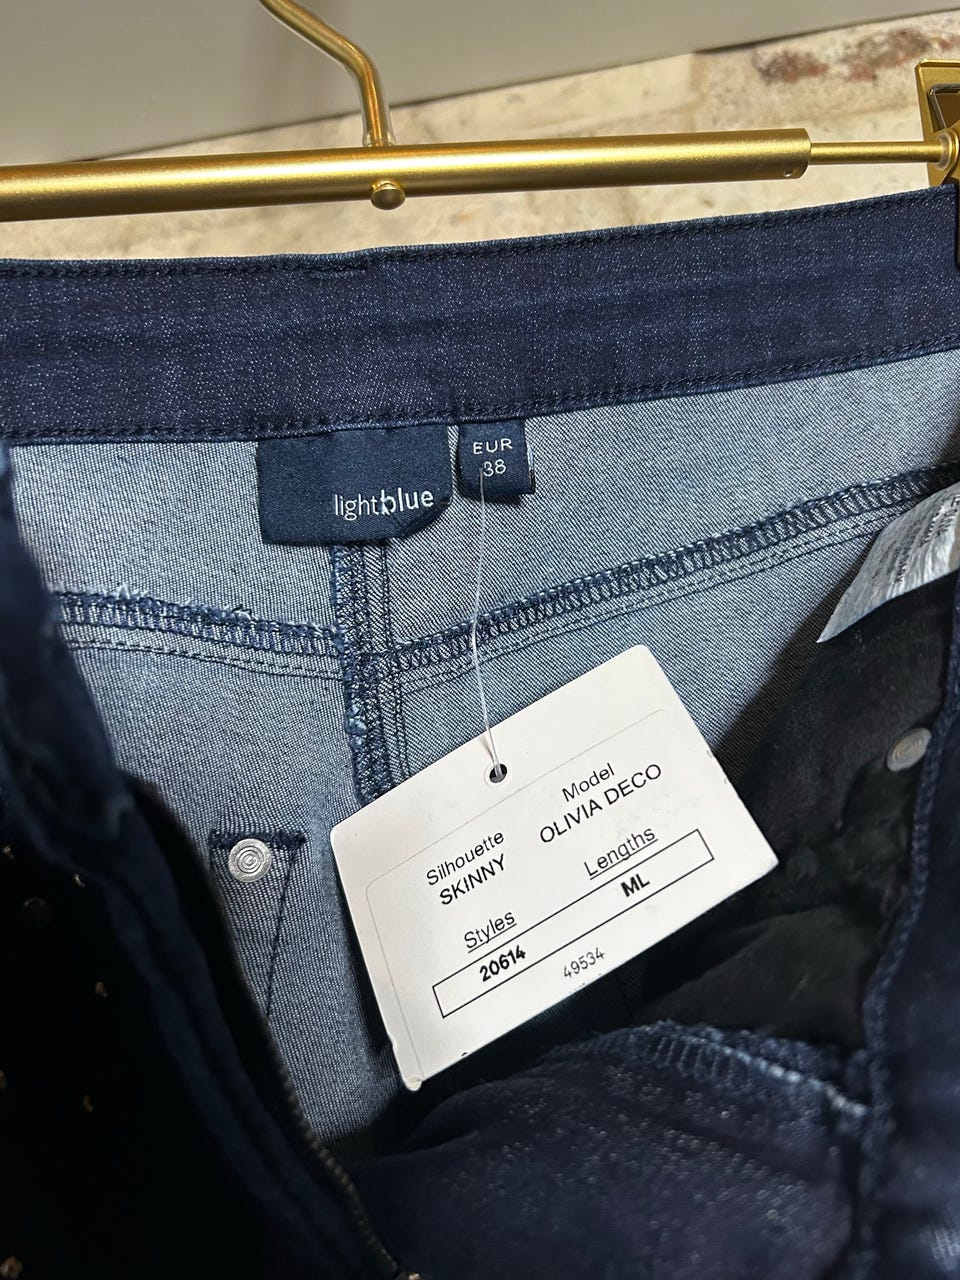 lightblue
EUR
38
Silhouette
SKINNY
Model
OLIVIA DECO
Styles
20614
Lengths
ML
49534